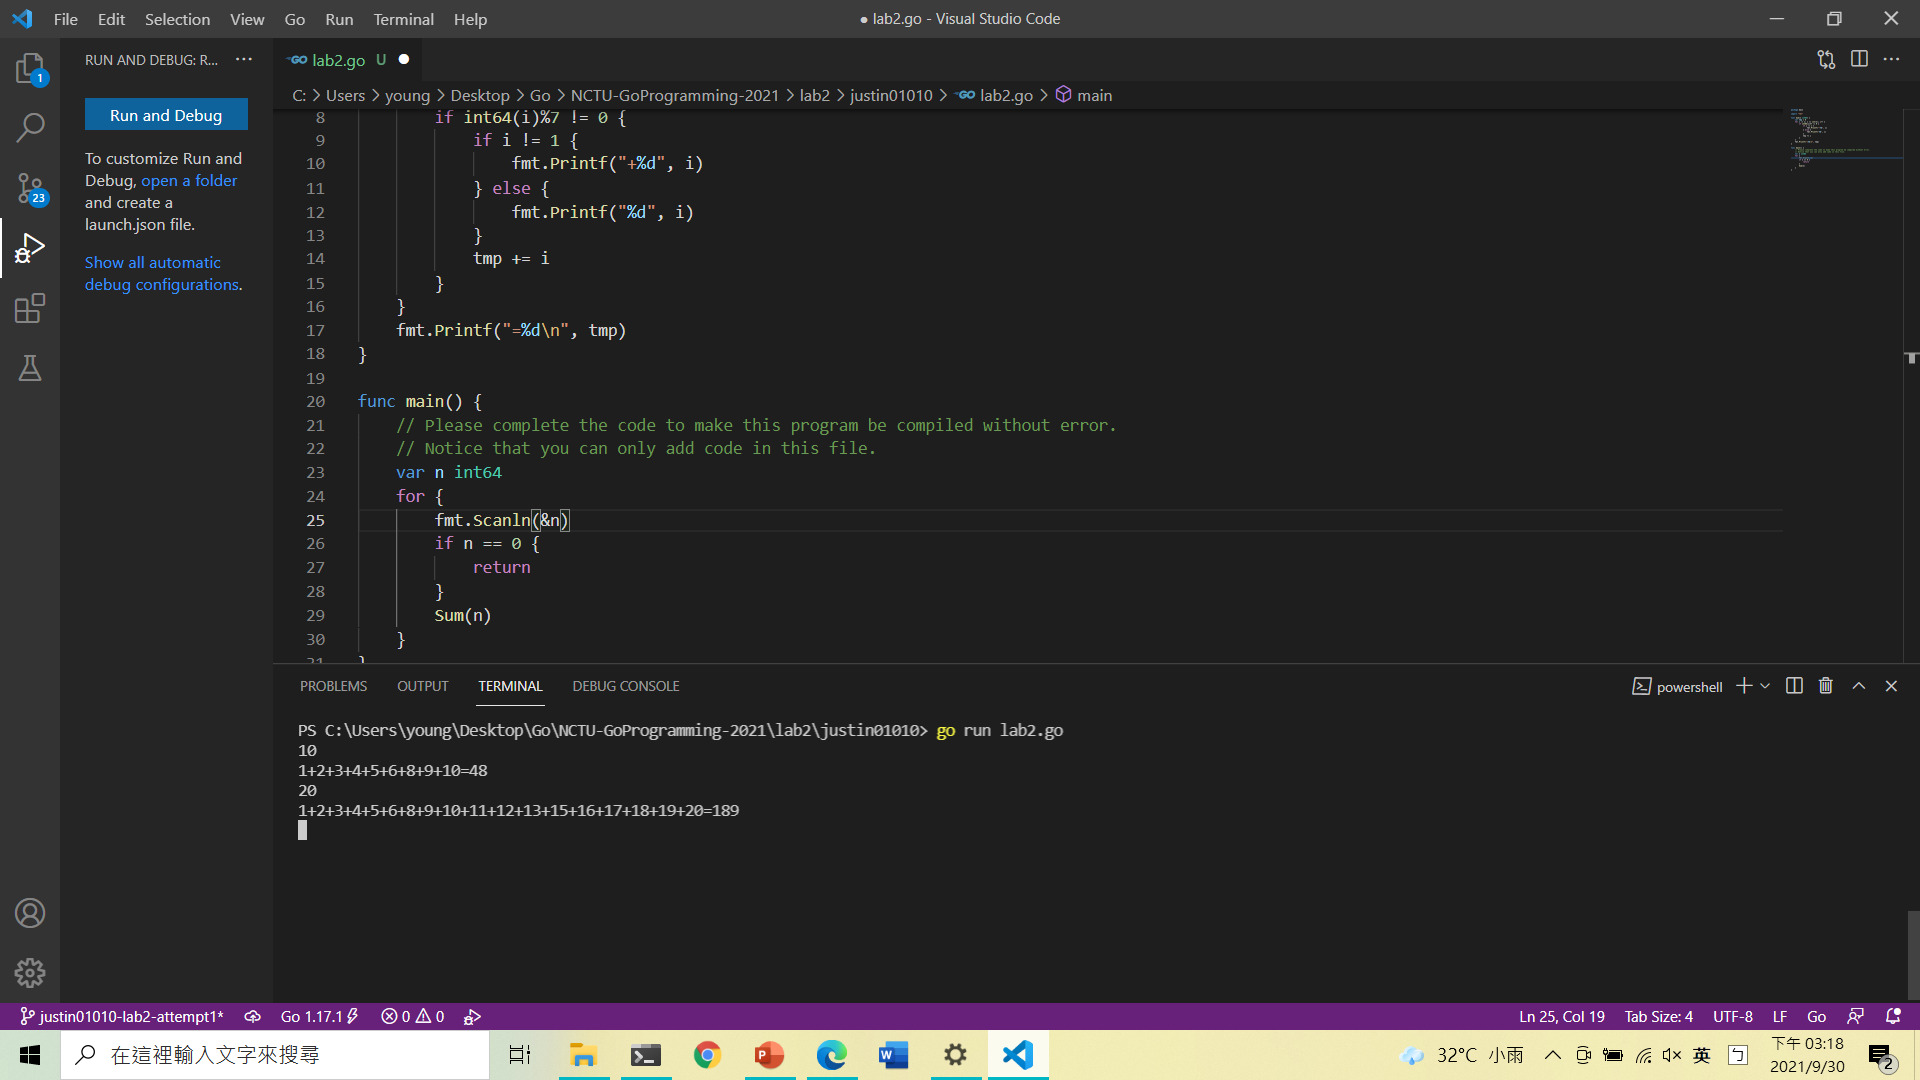 File Edit Selection View Go Run Terminal Help
● lab2.go - Visual Studio Code
RUN AND DEBUG: R... ···
Run and Debug
To customize Run and
Debug, open a folder
and create a
launch.json file.
Show all automatic
debug configurations.
1
23
GO lab2.go U ●
C: > Users > young > Desktop > Go > NCTU-GoProgramming-2021 > lab2 > justin01010 > GO lab2.go > main
8 if int64(i)%7 != 0 {
9 if i != 1 {
10 fmt.Printf("+%d", i)
11 } else {
12 fmt.Printf("%d", i)
13 }
14 tmp += i
15 }
16 }
17 fmt.Printf("=%d\n", tmp)
18 }
19
20 func main() {
21 // Please complete the code to make this program be compiled without error.
22 // Notice that you can only add code in this file.
23 var n int64
24 for {
25 fmt.Scanln(&n)
26 if n == 0 {
27 return
28 }
29 Sum(n)
30 }
31 }
PROBLEMS OUTPUT TERMINAL DEBUG CONSOLE
powershell
PS C:\Users\young\Desktop\Go\NCTU-GoProgramming-2021\lab2\justin01010> go run lab2.go
10
1+2+3+4+5+6+8+9+10=48
20
1+2+3+4+5+6+8+9+10+11+12+13+15+16+17+18+19+20=189
justin01010-lab2-attempt1* Go 1.17.1 0 0
Ln 25, Col 19 Tab Size: 4 UTF-8 LF Go
在這裡輸入文字來搜尋
32°C 小雨
英
ㄅ
下午 03:18
2021/9/30
2